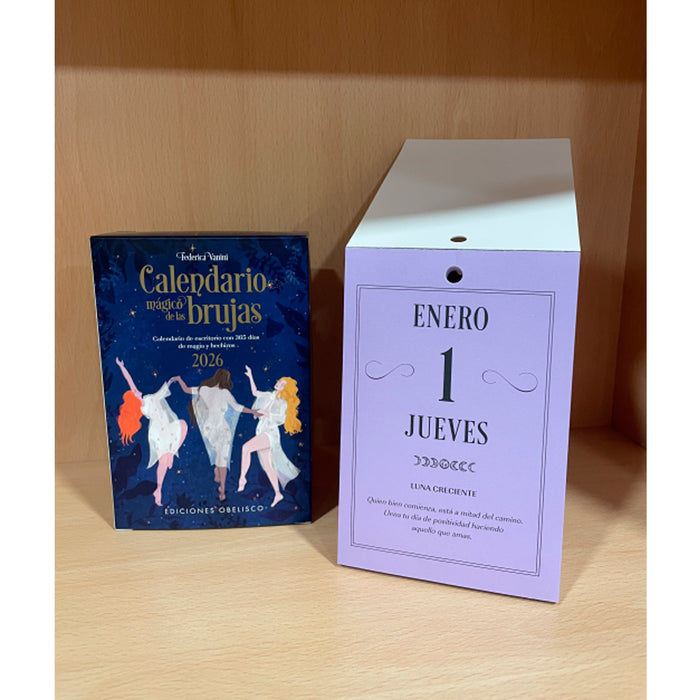 Federica Vanini
Calendario
mágico
de las
brujas
Calendario de escritorio con 365 días
de magia y hechizos
2026
EDICIONES OBELISCO
ENERO
1
JUEVES
LUNA CRECIENTE
Quien bien comienza, está a mitad del camino.
Llena tu día de positividad haciendo
aquello que amas.